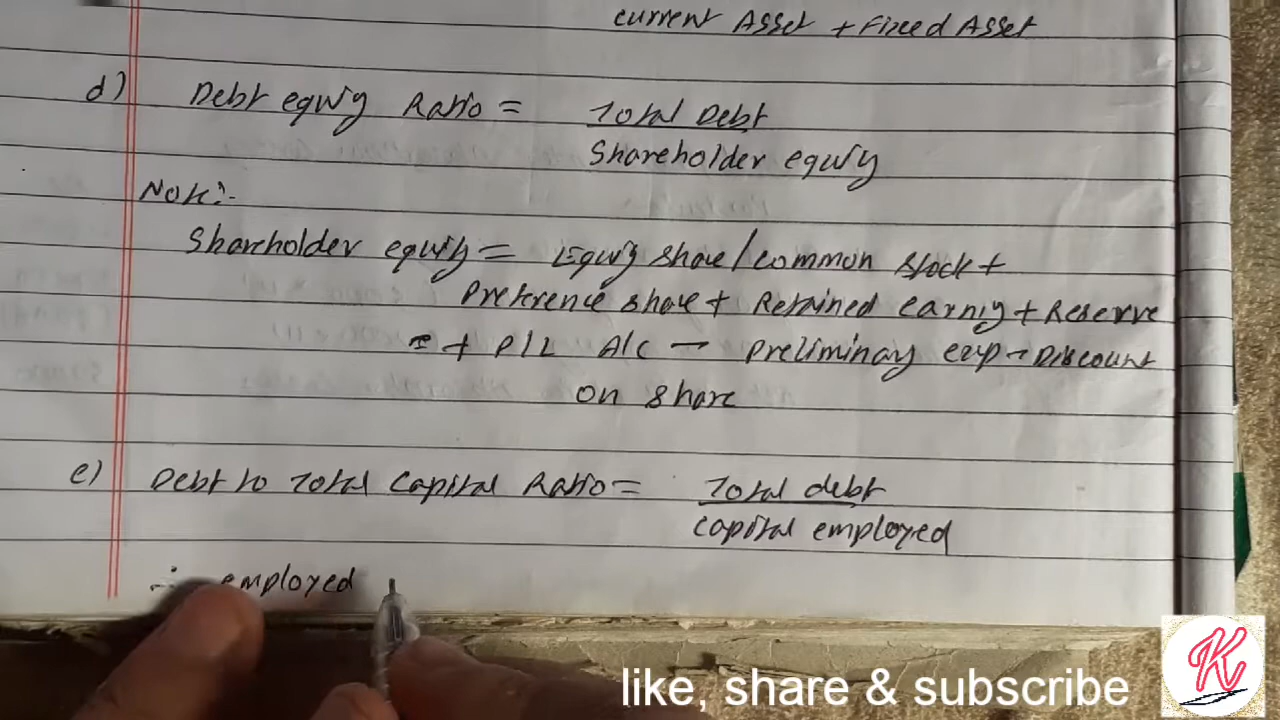 current Asset + Fixed Asset
d) Debt equity Ratio = Total Debt
Shareholder equity
Note:-
Shareholder equity = Equity share/common stock +
Preference share + Retained earnig + Reserve
= + P/L A/C - Preliminary exp - Discount
on share
e) Debt to Total capital Ratio = Total debt
capital employed
∴ employed
like, share & subscribe
K